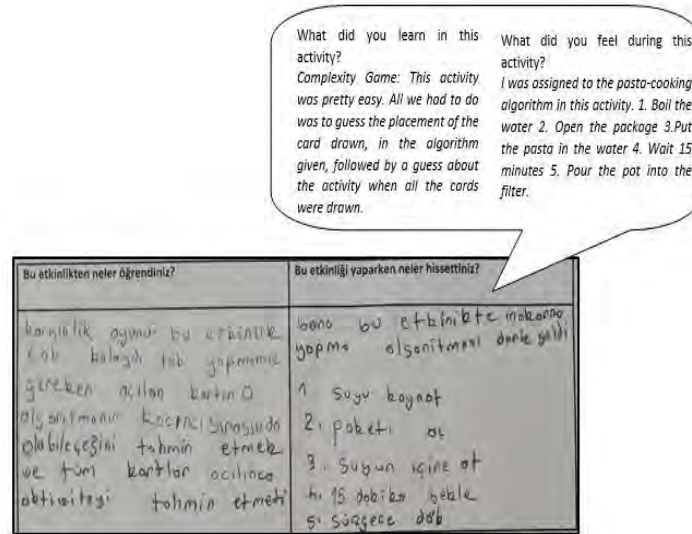 What did you learn in this
activity?
Complexity Game: This activity
was pretty easy. All we had to do
was to guess the placement of the
card drawn, in the algorithm
given, followed by a guess about
the activity when all the cards
were drawn.
What did you feel during this
activity?
I was assigned to the pasta-cooking
algorithm in this activity. 1. Boil the
water 2. Open the package 3.Put
the pasta in the water 4. Wait 15
minutes 5. Pour the pot into the
filter.
Bu etkinlikten neler öğrendiniz?
karışıklık oyunu bu etkinlik
çok kolaydı tek yapmamız
gereken açılan kartın o
algoritmanın kaçıncı sırasında
olabileceğini tahmin etmek
ve tüm kartlar açılınca
aktiviteyi tahmin etmeti
Bu etkinliği yaparken neler hissettiniz?
bana bu etkinikte makarna
yapma algoritması denk geldi
1 suyu kaynat
2. paketi aç
3. suyun içine at
4. 15 dakika bekle
5. süzgece dök